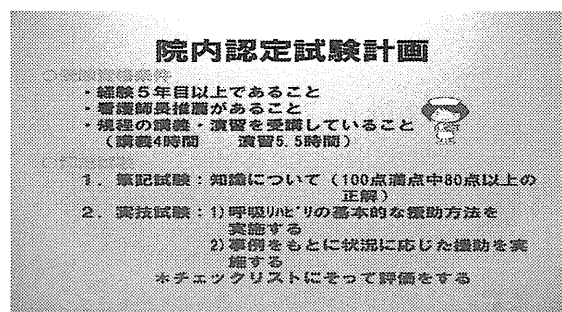 院内認定試験計画
・経験5年目以上であること
・看護師長推薦があること
・規程の講義・演習を受講していること
（講義4時間　演習5.5時間）
1．筆記試験：知識について（100点満点中80点以上の
正解）
2．実技試験：1)呼吸リハビリの基本的な援助方法を
実施する
2)事例をもとに状況に応じた援助を実
施する
＊チェックリストにそって評価をする